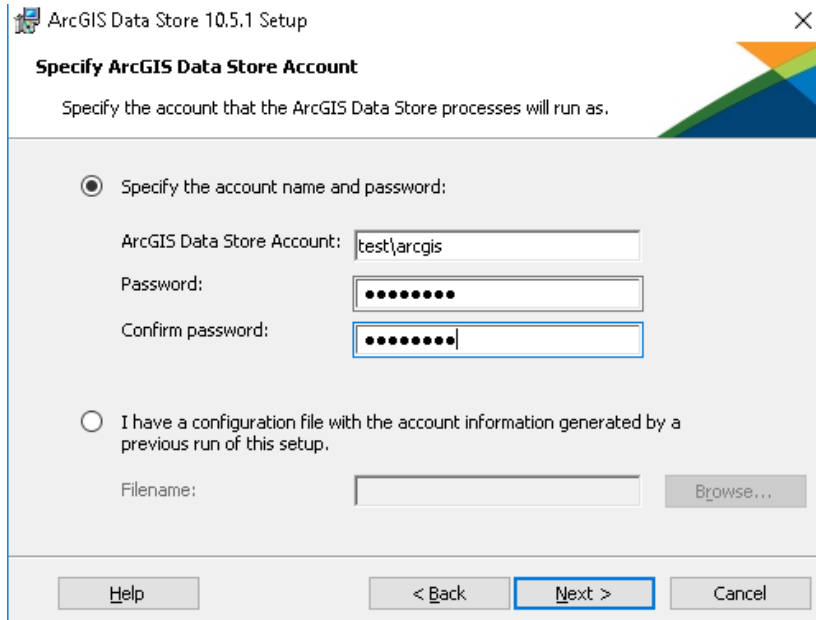 ArcGIS Data Store 10.5.1 Setup
Specify ArcGIS Data Store Account
Specify the account that the ArcGIS Data Store processes will run as.
Specify the account name and password:
ArcGIS Data Store Account: test\arcgis
Password: ●●●●●●●●
Confirm password: ●●●●●●●●
I have a configuration file with the account information generated by a
previous run of this setup.
Filename:
Browse...
Help
< Back
Next >
Cancel